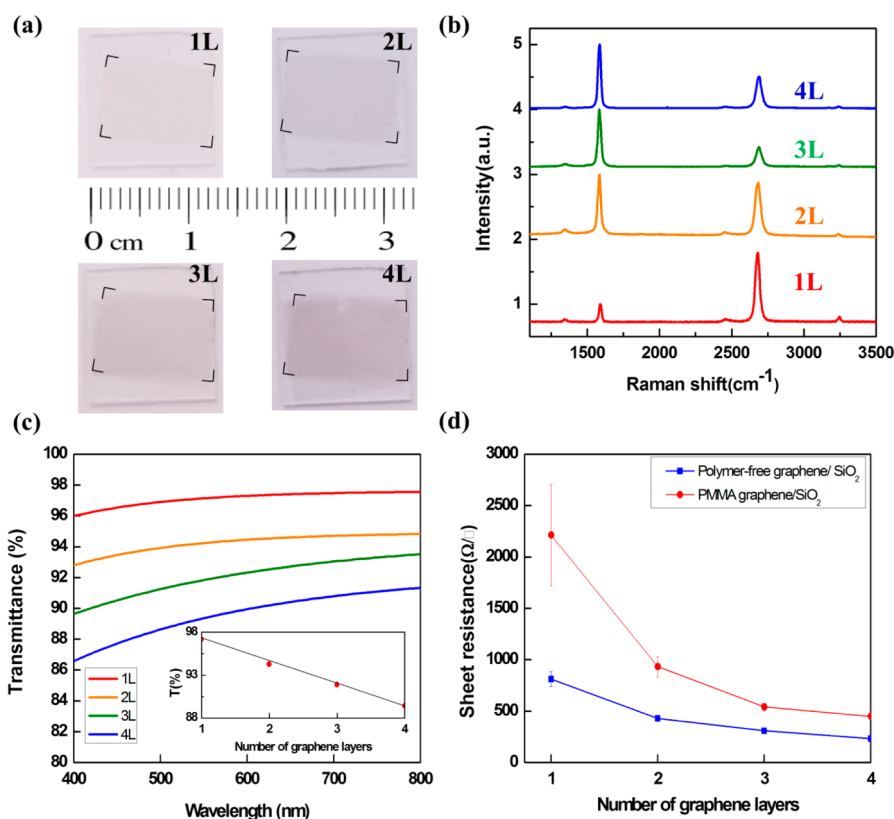 (a)
1L
2L
0 cm 1 2 3
3L
4L
(b)
Intensity(a.u.)
5
4
3
2
1
4L
3L
2L
1L
1500 2000 2500 3000 3500
Raman shift(cm⁻¹)
(c)
Transmittance (%)
100
98
96
94
92
90
88
86
84
82
80
1L
2L
3L
4L
T(%)
98
93
88
1 2 3 4
Number of graphene layers
400 500 600 700 800
Wavelength (nm)
(d)
Sheet resistance(Ω/□)
3000
2500
2000
1500
1000
500
0
Polymer-free graphene/ SiO₂
PMMA graphene/SiO₂
1 2 3 4
Number of graphene layers